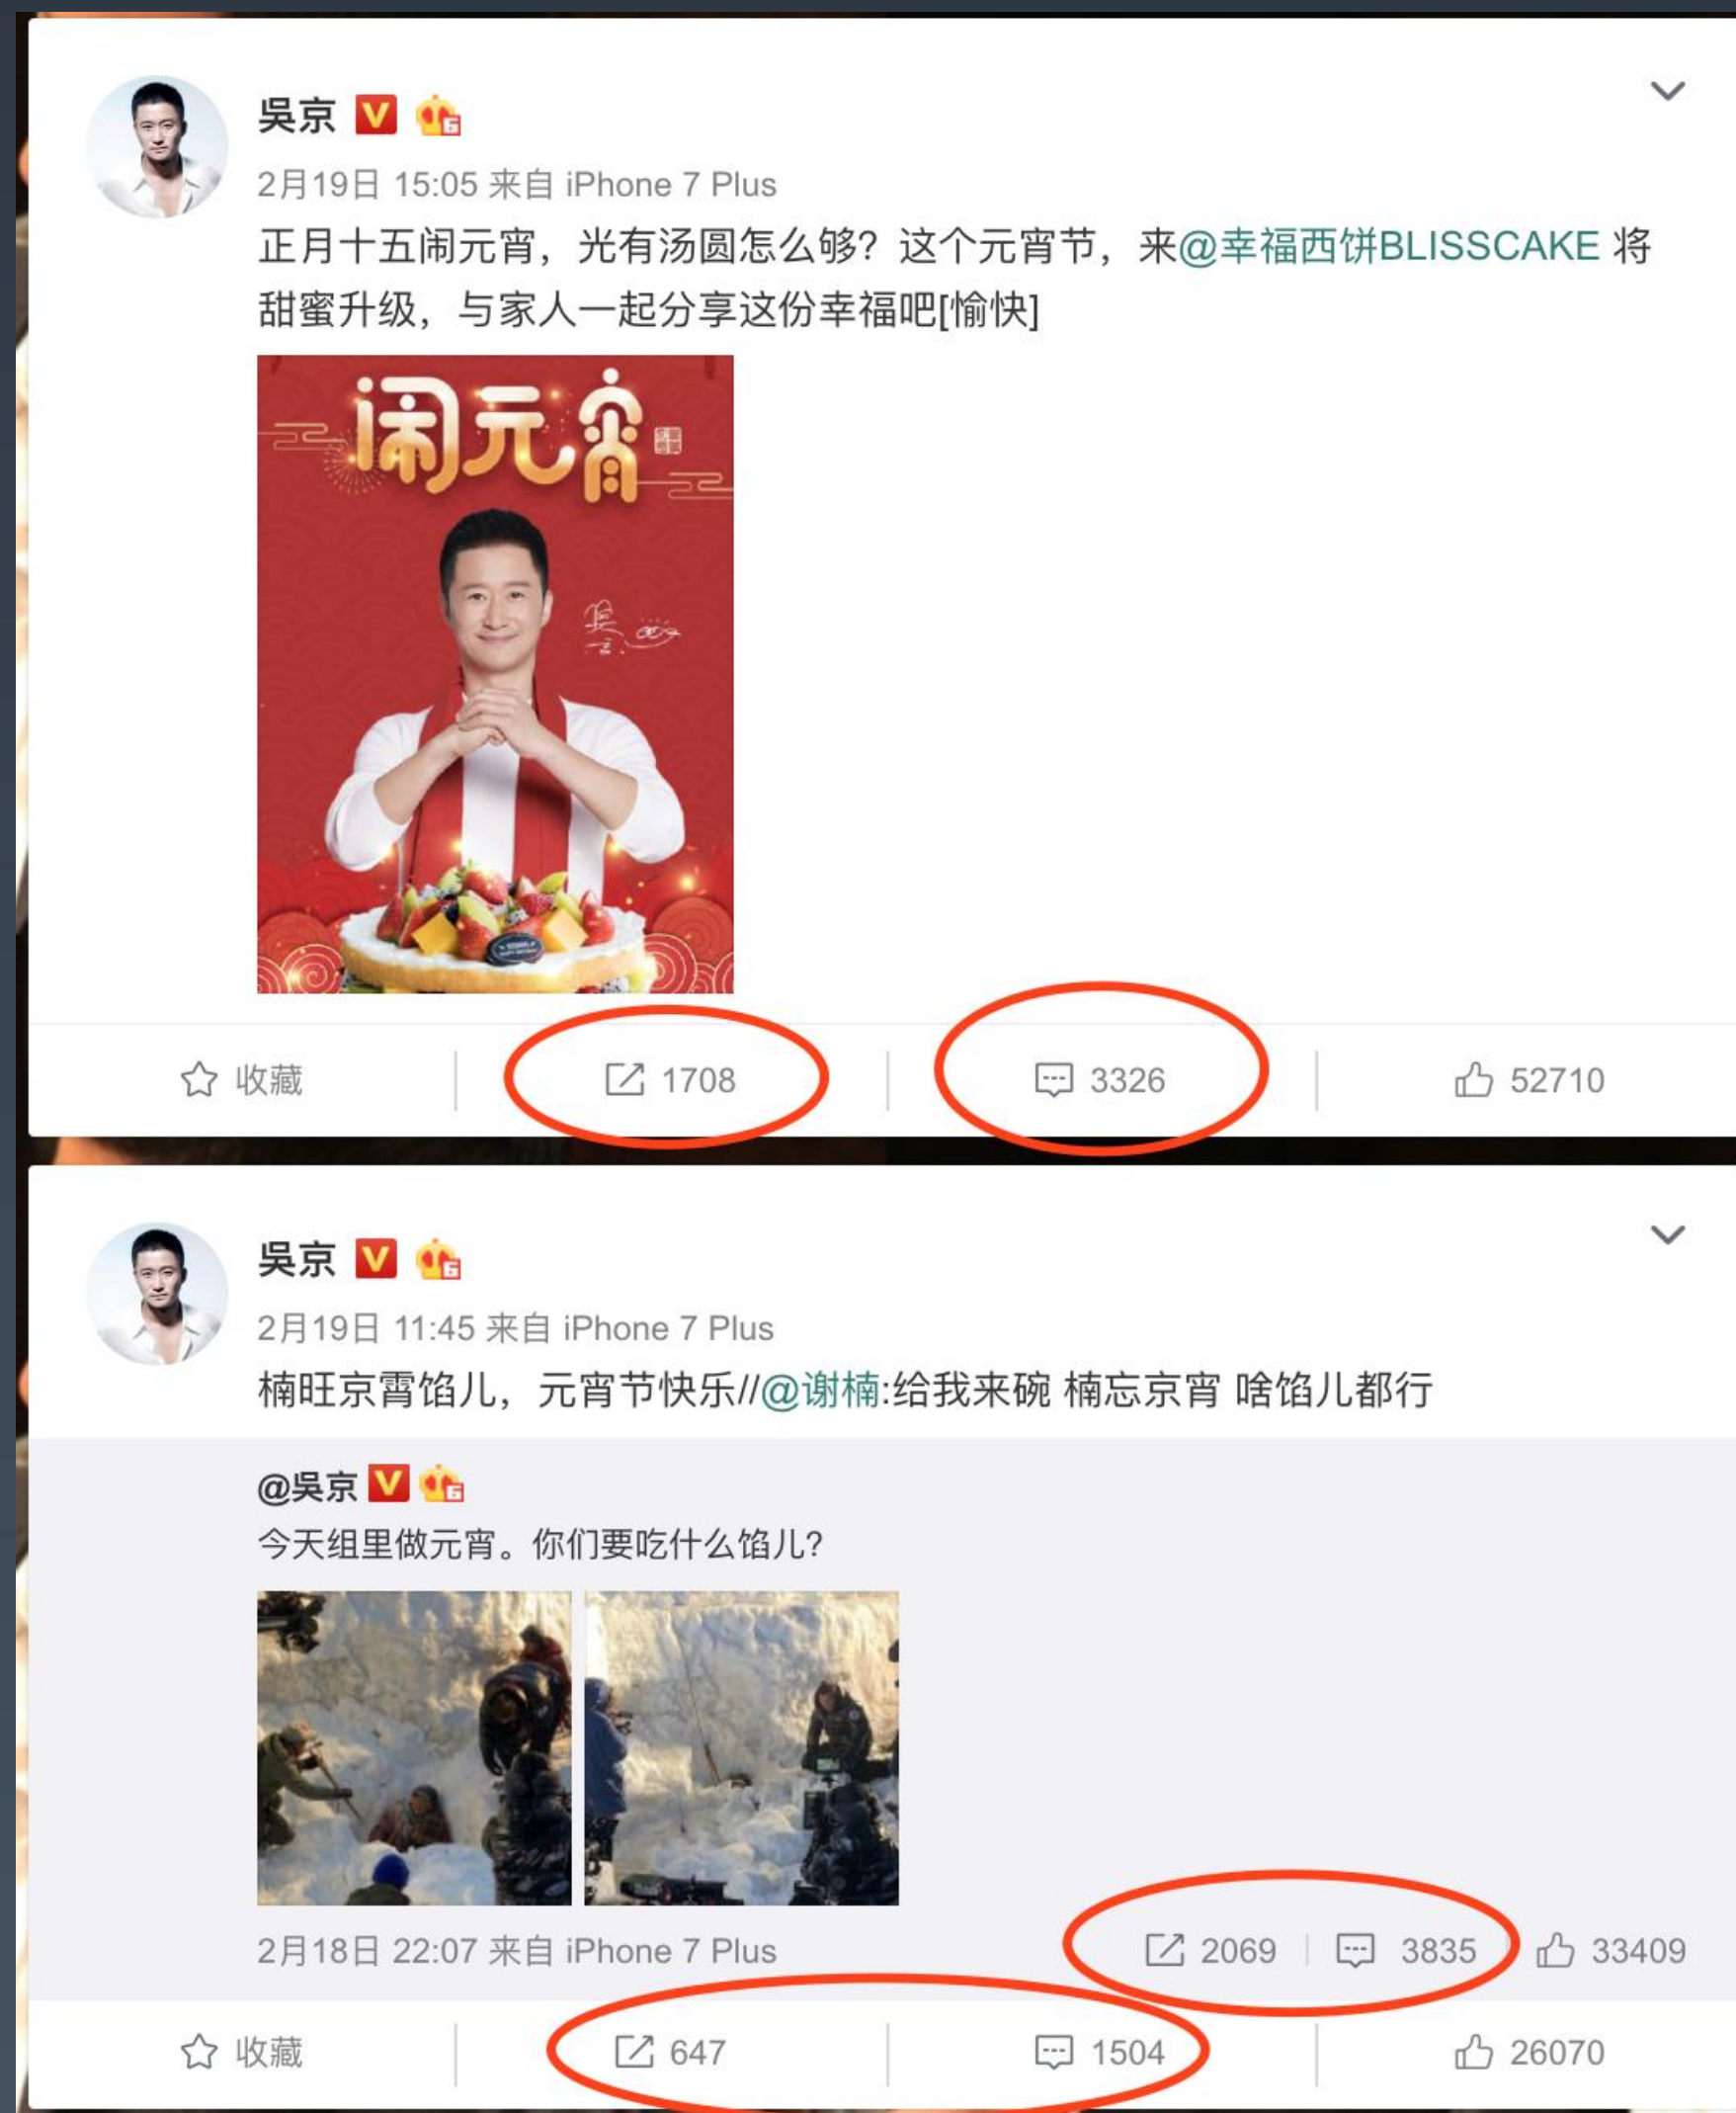 吳京 V 6
2月19日 15:05 来自 iPhone 7 Plus
正月十五闹元宵，光有汤圆怎么够？这个元宵节，来@幸福西饼BLISSCAKE 将
甜蜜升级，与家人一起分享这份幸福吧[愉快]
闹元宵
收藏 1708 3326 52710
吳京 V 6
2月19日 11:45 来自 iPhone 7 Plus
楠旺京霄馅儿，元宵节快乐//@谢楠:给我来碗 楠忘京宵 啥馅儿都行
@吳京 V 6
今天组里做元宵。你们要吃什么馅儿？
2月18日 22:07 来自 iPhone 7 Plus 2069 3835 33409
收藏 647 1504 26070